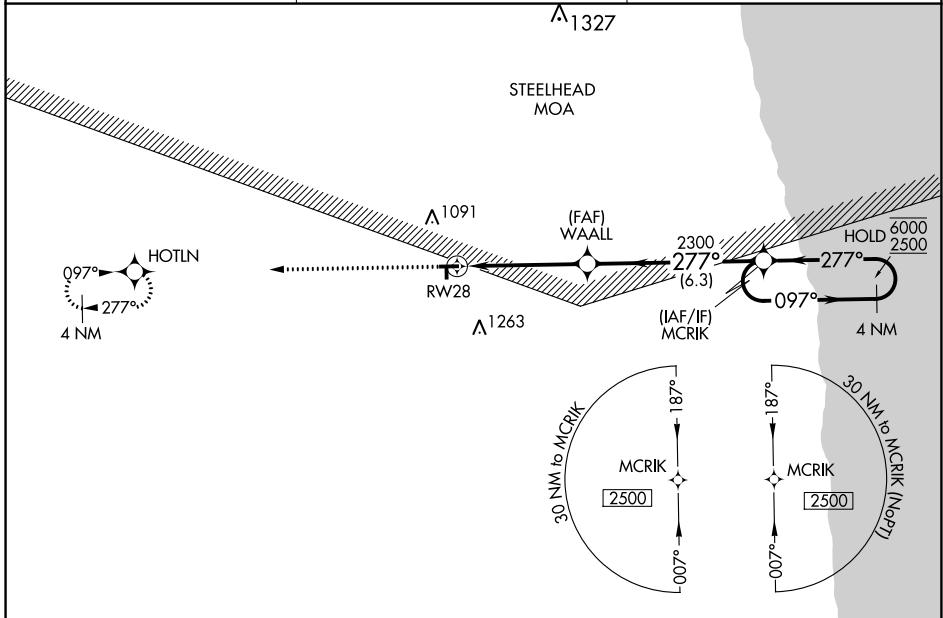 1327
STEELHEAD
MOA
1091
(FAF)
WAALL
2300
277°
(6.3)
HOLD 6000
2500
277°
097°
4 NM
(IAF/IF)
MCRIK
HOTLN
097°
277°
4 NM
RW28
1263
30 NM to MCRIK
187°
MCRIK
2500
007°
187°
30 NM to MCRIK (NoPT)
MCRIK
2500
007°